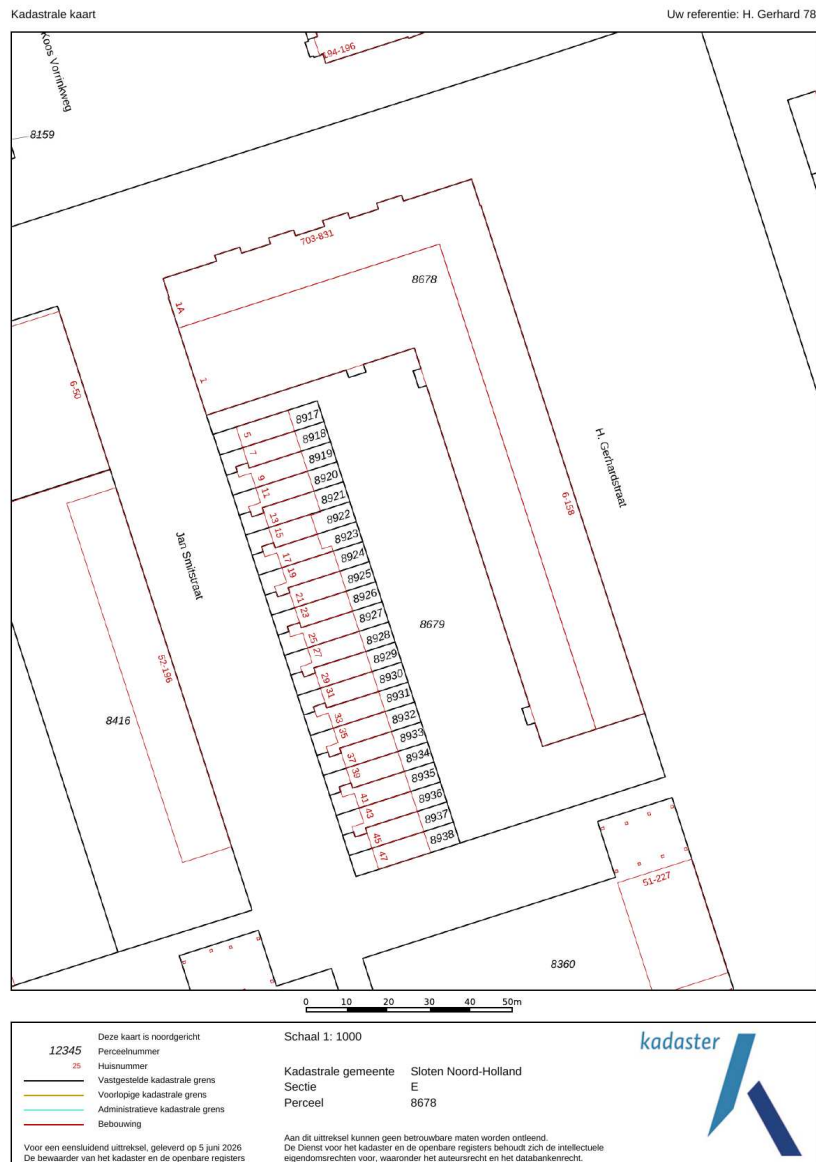 Kadastrale kaart
Uw referentie: H. Gerhard 78
Koos Vorrinkweg
194-196
8159
703-831
8678
1A
1
6-50
8917
5
8918
7
8919
9
8920
11
8921
13
8922
15
8923
17
8924
19
8925
21
8926
23
8927
25
8928
27
8929
29
8930
31
8931
33
8932
35
8933
37
8934
39
8935
41
8936
43
8937
45
8938
47
H. Gerhardstraat
6-158
Jan Smitstraat
8679
52-196
8416
51-227
8360
0 10 20 30 40 50m
Deze kaart is noordgericht
12345 Perceelnummer
25 Huisnummer
Vastgestelde kadastrale grens
Voorlopige kadastrale grens
Administratieve kadastrale grens
Bebouwing
Voor een eensluidend uittreksel, geleverd op 5 juni 2026
De bewaarder van het kadaster en de openbare registers
Schaal 1: 1000
Kadastrale gemeente Sloten Noord-Holland
Sectie E
Perceel 8678
Aan dit uittreksel kunnen geen betrouwbare maten worden ontleend.
De Dienst voor het kadaster en de openbare registers behoudt zich de intellectuele
eigendomsrechten voor, waaronder het auteursrecht en het databankenrecht.
kadaster